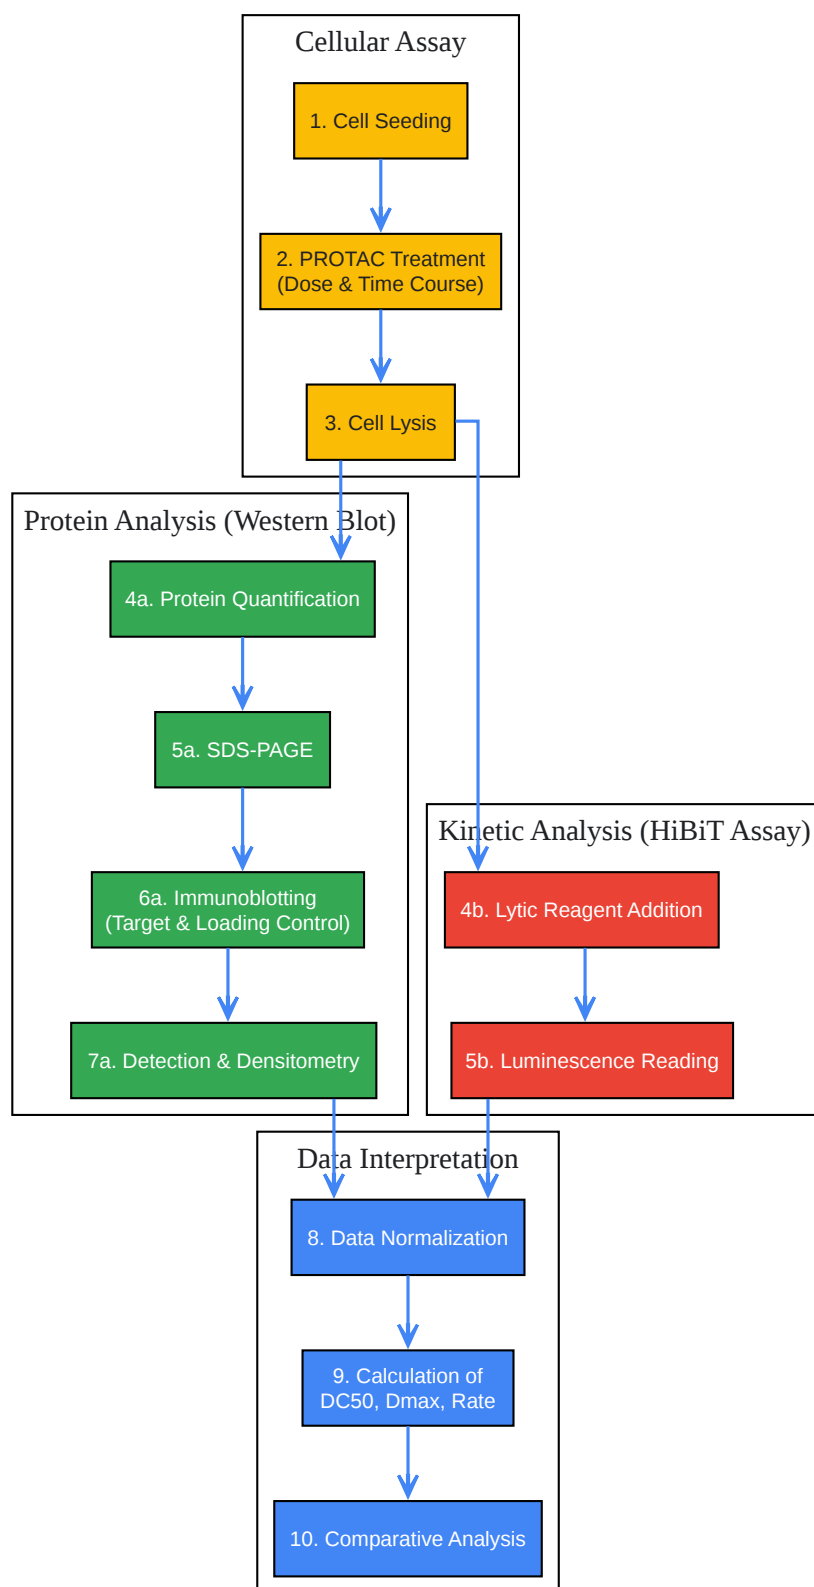 Cellular Assay
1. Cell Seeding
2. PROTAC Treatment
(Dose & Time Course)
3. Cell Lysis
Protein Analysis (Western Blot)
4a. Protein Quantification
5a. SDS-PAGE
6a. Immunoblotting
(Target & Loading Control)
7a. Detection & Densitometry
Kinetic Analysis (HiBiT Assay)
4b. Lytic Reagent Addition
5b. Luminescence Reading
Data Interpretation
8. Data Normalization
9. Calculation of
DC50, Dmax, Rate
10. Comparative Analysis